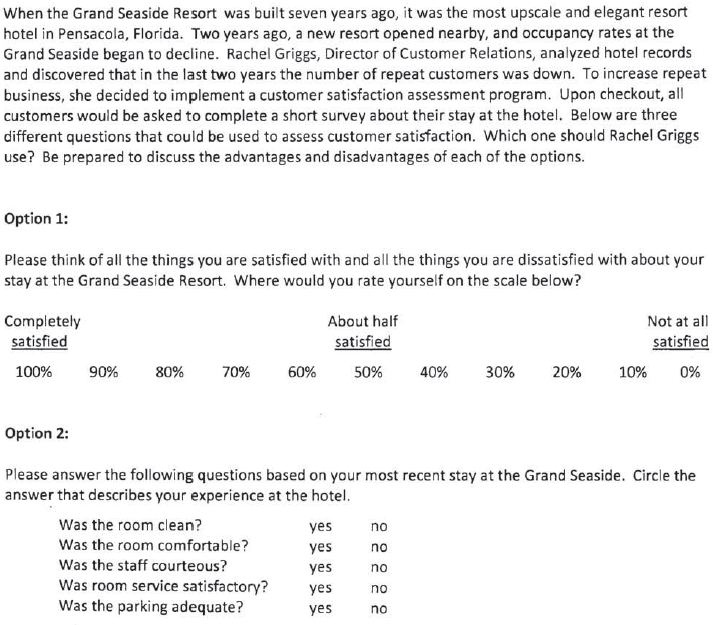 When the Grand Seaside Resort was built seven years ago, it was the most upscale and elegant resort
hotel in Pensacola, Florida. Two years ago, a new resort opened nearby, and occupancy rates at the
Grand Seaside began to decline. Rachel Griggs, Director of Customer Relations, analyzed hotel records
and discovered that in the last two years the number of repeat customers was down. To increase repeat
business, she decided to implement a customer satisfaction assessment program. Upon checkout, all
customers would be asked to complete a short survey about their stay at the hotel. Below are three
different questions that could be used to assess customer satisfaction. Which one should Rachel Griggs
use? Be prepared to discuss the advantages and disadvantages of each of the options.
Option 1:
Please think of all the things you are satisfied with and all the things you are dissatisfied with about your
stay at the Grand Seaside Resort. Where would you rate yourself on the scale below?
Completely About half Not at all
satisfied satisfied satisfied
100% 90% 80% 70% 60% 50% 40% 30% 20% 10% 0%
Option 2:
Please answer the following questions based on your most recent stay at the Grand Seaside. Circle the
answer that describes your experience at the hotel.
Was the room clean? yes no
Was the room comfortable? yes no
Was the staff courteous? yes no
Was room service satisfactory? yes no
Was the parking adequate? yes no